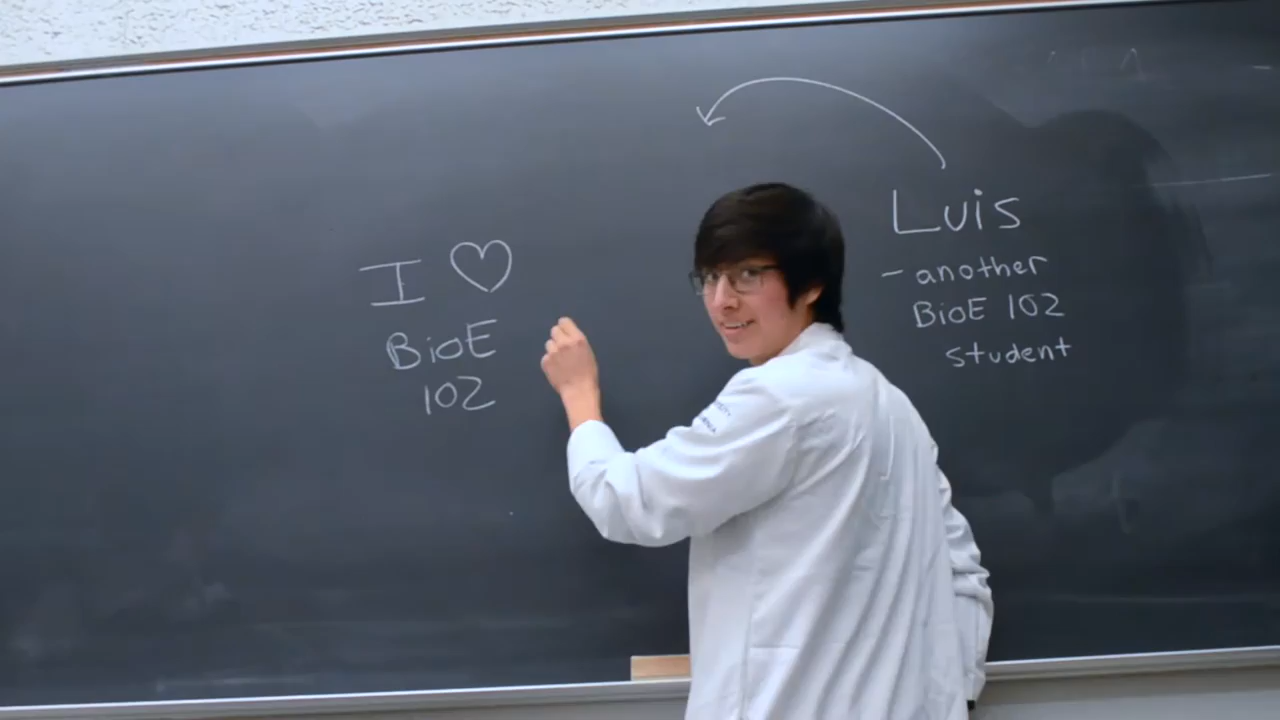 I ♡
BioE
102
Luis
- another
BioE 102
student